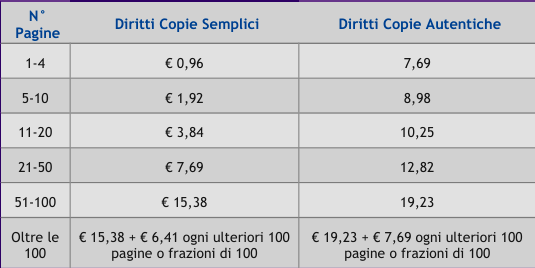 N° Pagine Diritti Copie Semplici Diritti Copie Autentiche
1-4 € 0,96 7,69
5-10 € 1,92 8,98
11-20 € 3,84 10,25
21-50 € 7,69 12,82
51-100 € 15,38 19,23
Oltre le € 15,38 + € 6,41 ogni ulteriori 100 € 19,23 + € 7,69 ogni ulteriori 100
100 pagine o frazioni di 100 pagine o frazioni di 100